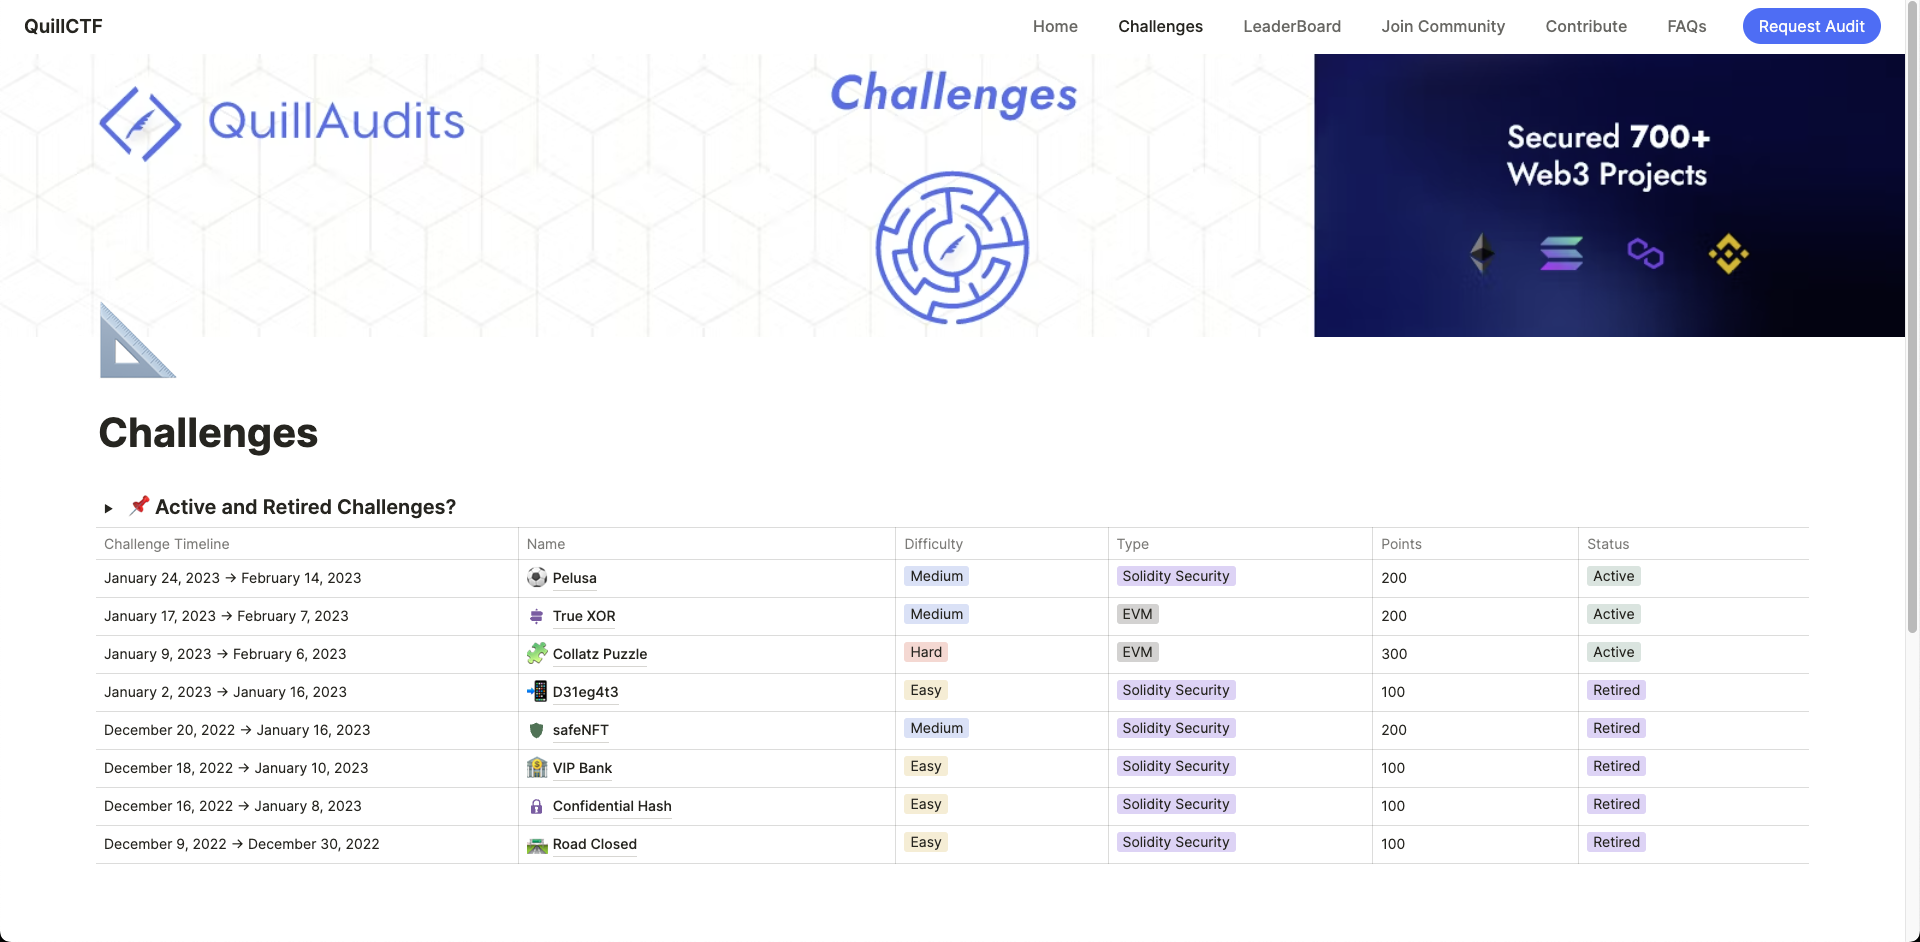 QuillCTF
Home Challenges LeaderBoard Join Community Contribute FAQs Request Audit
QuillAudits
Challenges
Secured 700+
Web3 Projects
Challenges
Active and Retired Challenges?
Challenge Timeline Name Difficulty Type Points Status
January 24, 2023 → February 14, 2023 Pelusa Medium Solidity Security 200 Active
January 17, 2023 → February 7, 2023 True XOR Medium EVM 200 Active
January 9, 2023 → February 6, 2023 Collatz Puzzle Hard EVM 300 Active
January 2, 2023 → January 16, 2023 D31eg4t3 Easy Solidity Security 100 Retired
December 20, 2022 → January 16, 2023 safeNFT Medium Solidity Security 200 Retired
December 18, 2022 → January 10, 2023 VIP Bank Easy Solidity Security 100 Retired
December 16, 2022 → January 8, 2023 Confidential Hash Easy Solidity Security 100 Retired
December 9, 2022 → December 30, 2022 Road Closed Easy Solidity Security 100 Retired